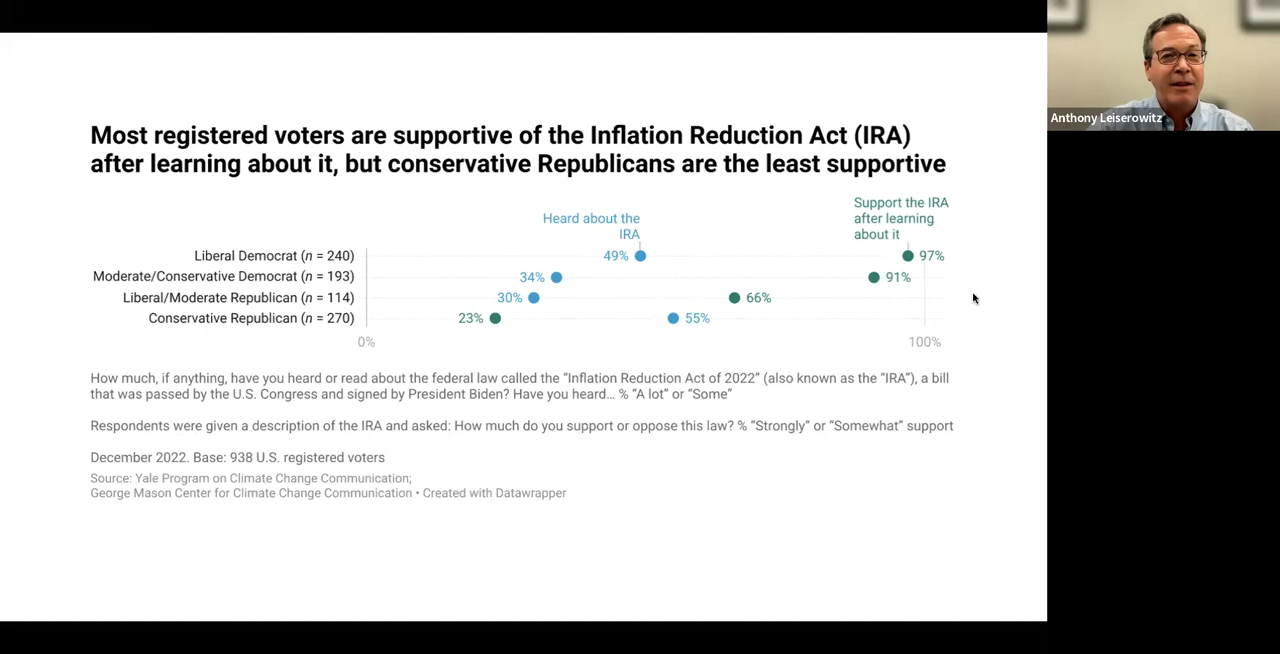 Anthony Leiserowitz
Most registered voters are supportive of the Inflation Reduction Act (IRA)
after learning about it, but conservative Republicans are the least supportive
Heard about the
IRA
Support the IRA
after learning
about it
Liberal Democrat (n = 240) 49% 97%
Moderate/Conservative Democrat (n = 193) 34% 91%
Liberal/Moderate Republican (n = 114) 30% 66%
Conservative Republican (n = 270) 23% 55%
0% 100%
How much, if anything, have you heard or read about the federal law called the “Inflation Reduction Act of 2022” (also known as the “IRA”), a bill
that was passed by the U.S. Congress and signed by President Biden? Have you heard... % “A lot” or “Some”
Respondents were given a description of the IRA and asked: How much do you support or oppose this law? % “Strongly” or “Somewhat” support
December 2022. Base: 938 U.S. registered voters
Source: Yale Program on Climate Change Communication;
George Mason Center for Climate Change Communication • Created with Datawrapper